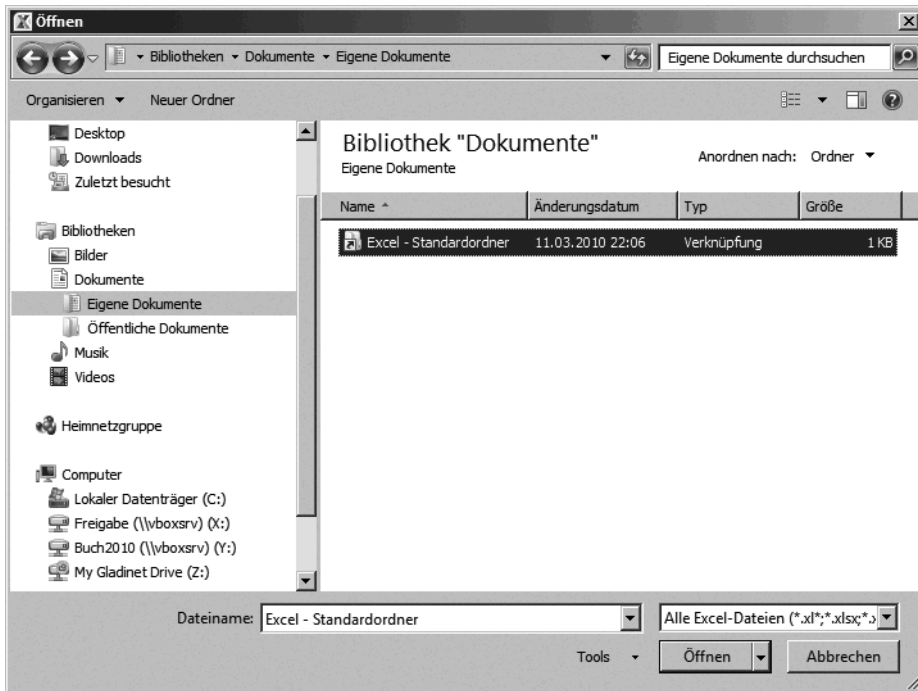 Öffnen
Bibliotheken Dokumente Eigene Dokumente
Eigene Dokumente durchsuchen
Organisieren Neuer Ordner
Desktop
Downloads
Zuletzt besucht
Bibliotheken
Bilder
Dokumente
Eigene Dokumente
Öffentliche Dokumente
Musik
Videos
Heimnetzgruppe
Computer
Lokaler Datenträger (C:)
Freigabe (\\vboxsrv) (X:)
Buch2010 (\\vboxsrv) (Y:)
My Gladinet Drive (Z:)
Bibliothek "Dokumente"
Eigene Dokumente
Anordnen nach: Ordner
Name Änderungsdatum Typ Größe
Excel - Standardordner 11.03.2010 22:06 Verknüpfung 1 KB
Dateiname: Excel - Standardordner
Alle Excel-Dateien (*.xl*;*.xlsx;*.x
Tools Öffnen Abbrechen